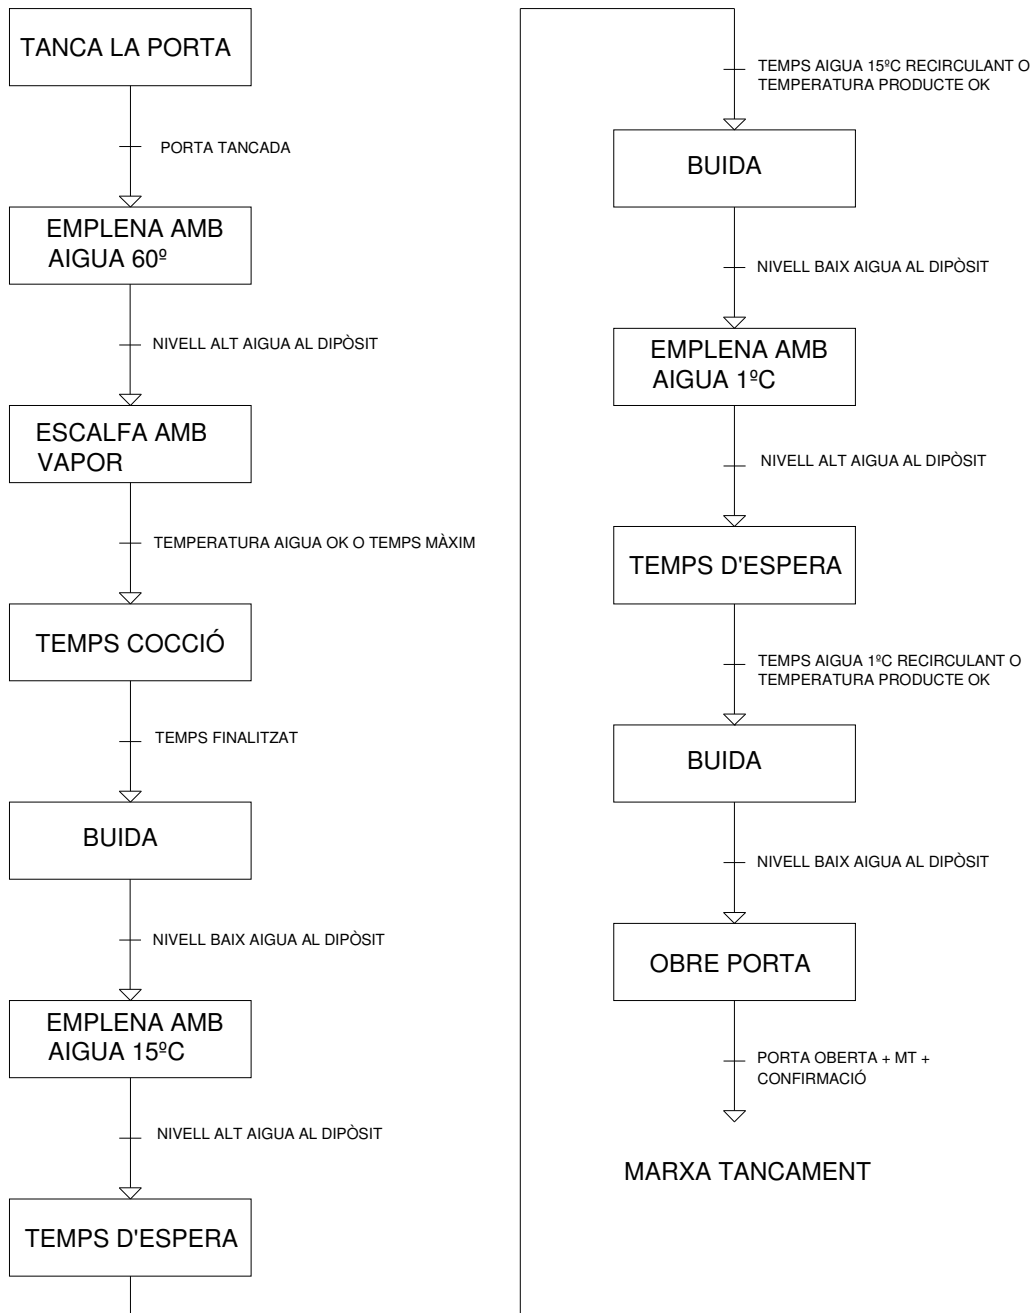 TANCA LA PORTA
PORTA TANCADA
EMPLENA AMB
AIGUA 60º
NIVELL ALT AIGUA AL DIPÒSIT
ESCALFA AMB
VAPOR
TEMPERATURA AIGUA OK O TEMPS MÀXIM
TEMPS COCCIÓ
TEMPS FINALITZAT
BUIDA
NIVELL BAIX AIGUA AL DIPÒSIT
EMPLENA AMB
AIGUA 15ºC
NIVELL ALT AIGUA AL DIPÒSIT
TEMPS D'ESPERA
TEMPS AIGUA 15ºC RECIRCULANT O
TEMPERATURA PRODUCTE OK
BUIDA
NIVELL BAIX AIGUA AL DIPÒSIT
EMPLENA AMB
AIGUA 1ºC
NIVELL ALT AIGUA AL DIPÒSIT
TEMPS D'ESPERA
TEMPS AIGUA 1ºC RECIRCULANT O
TEMPERATURA PRODUCTE OK
BUIDA
NIVELL BAIX AIGUA AL DIPÒSIT
OBRE PORTA
PORTA OBERTA + MT +
CONFIRMACIÓ
MARXA TANCAMENT